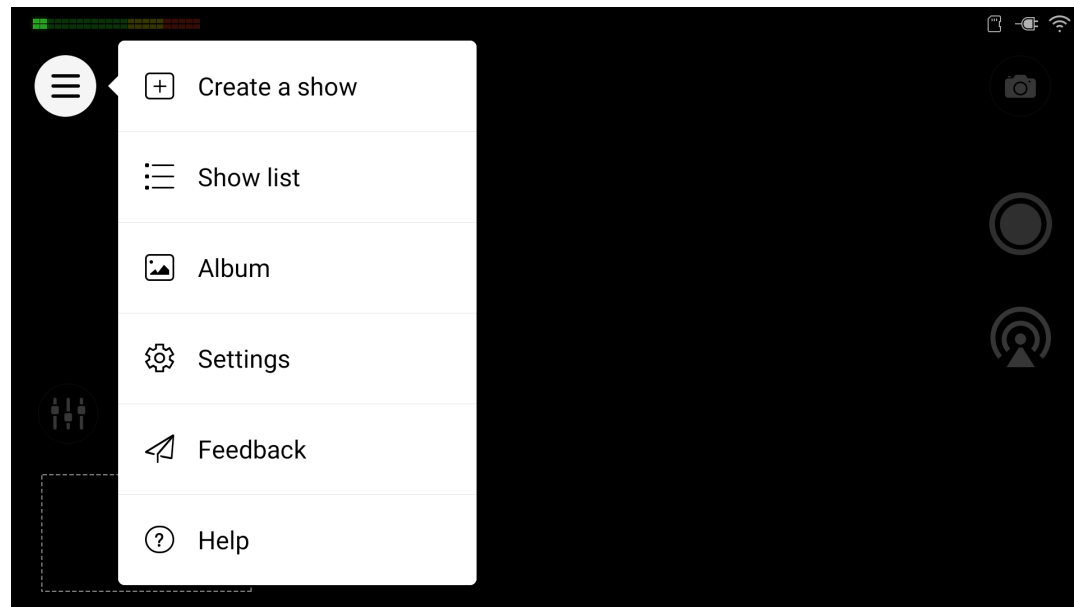 Create a show
Show list
Album
Settings
Feedback
Help